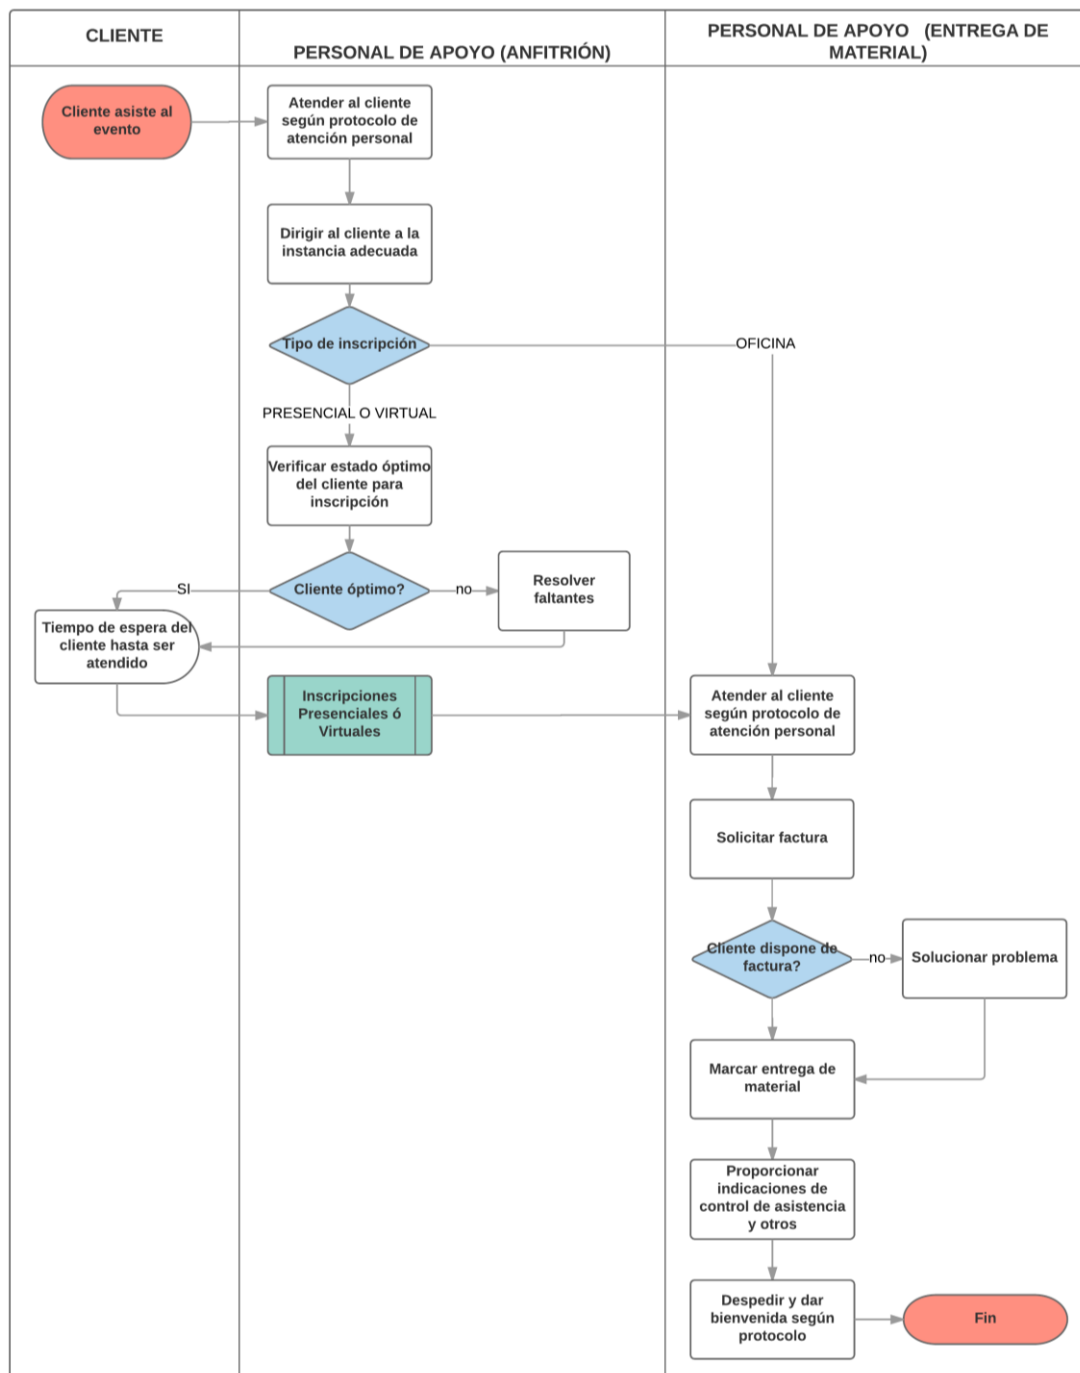 CLIENTE
PERSONAL DE APOYO (ANFITRIÓN)
PERSONAL DE APOYO (ENTREGA DE
MATERIAL)
Cliente asiste al
evento
Atender al cliente
según protocolo de
atención personal
Dirigir al cliente a la
instancia adecuada
Tipo de inscripción
OFICINA
PRESENCIAL O VIRTUAL
Verificar estado óptimo
del cliente para
inscripción
Cliente óptimo?
SI
no
Resolver
faltantes
Tiempo de espera del
cliente hasta ser
atendido
Inscripciones
Presenciales ó
Virtuales
Atender al cliente
según protocolo de
atención personal
Solicitar factura
Cliente dispone de
factura?
no
Solucionar problema
Marcar entrega de
material
Proporcionar
indicaciones de
control de asistencia
y otros
Despedir y dar
bienvenida según
protocolo
Fin